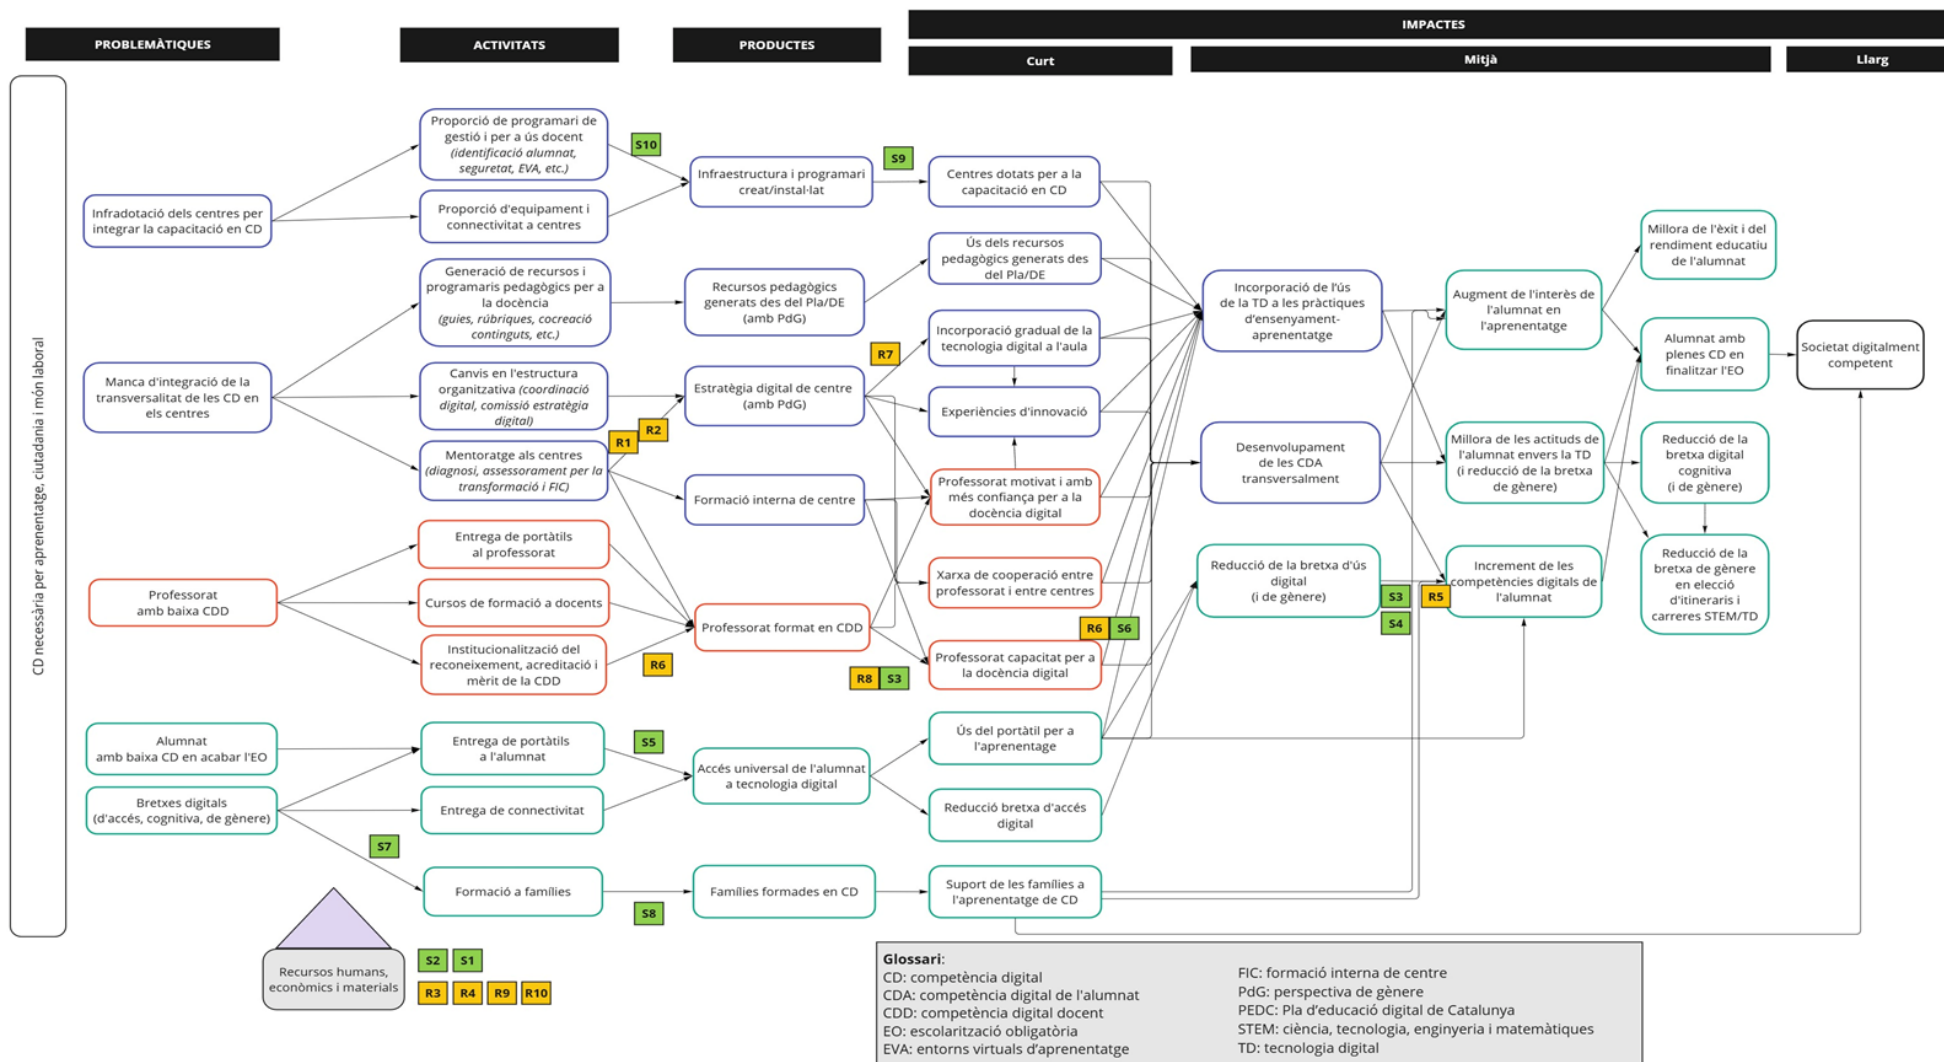 PROBLEMÀTIQUES
ACTIVITATS
PRODUCTES
IMPACTES
Curt
Mitjà
Llarg
CD necessària per aprenentatge, ciutadania i món laboral
Infradotació dels centres per
integrar la capacitació en CD
Manca d'integració de la
transversalitat de les CD en
els centres
Professorat
amb baixa CDD
Alumnat
amb baixa CD en acabar l'EO
Bretxes digitals
(d'accés, cognitiva, de gènere)
S7
Recursos humans,
econòmics i materials
S2
S1
R3
R4
R9
R10
Proporció de programari de
gestió i per a ús docent
(identificació alumnat,
seguretat, EVA, etc.)
Proporció d'equipament i
connectivitat a centres
Generació de recursos i
programaris pedagògics per a
la docència
(guies, rúbriques, cocreació
continguts, etc.)
Canvis en l'estructura
organitzativa (coordinació
digital, comissió estratègia
digital)
Mentoratge als centres
(diagnosi, assessorament per la
transformació i FIC)
Entrega de portàtils
al professorat
Cursos de formació a docents
Institucionalització del
reconeixement, acreditació i
mèrit de la CDD
Entrega de portàtils
a l'alumnat
Entrega de connectivitat
Formació a famílies
S10
R1
R2
R6
S5
S8
Infraestructura i programari
creat/instal·lat
Recursos pedagògics
generats des del Pla/DE
(amb PdG)
Estratègia digital de centre
(amb PdG)
Formació interna de centre
Professorat format en CDD
Accés universal de l'alumnat
a tecnologia digital
Famílies formades en CD
S9
R7
R8
S3
Centres dotats per a la
capacitació en CD
Ús dels recursos
pedagògics generats des
del Pla/DE
Incorporació gradual de la
tecnologia digital a l'aula
Experiències d'innovació
Professorat motivat i amb
més confiança per a la
docència digital
Xarxa de cooperació entre
professorat i entre centres
R6
S6
Professorat capacitat per a
la docència digital
Ús del portàtil per a
l'aprenentage
Reducció bretxa d'accés
digital
Suport de les famílies a
l'aprenentatge de CD
Incorporació de l'ús
de la TD a les pràctiques
d'ensenyament-
aprenentatge
Desenvolupament
de les CDA
transversalment
Reducció de la bretxa d'ús
digital
(i de gènere)
S3
S4
R5
Augment de l'interès de
l'alumnat en
l'aprenentatge
Millora de les actituds de
l'alumnat envers la TD
(i reducció de la bretxa
de gènere)
Increment de les
competències digitals de
l'alumnat
Millora de l'èxit i del
rendiment educatiu
de l'alumnat
Alumnat amb
plenes CD en
finalitzar l'EO
Reducció de la
bretxa digital
cognitiva
(i de gènere)
Reducció de la
bretxa de gènere
en elecció
d'itineraris i
carreres STEM/TD
Societat digitalment
competent
Glossari:
CD: competència digital
CDA: competència digital de l'alumnat
CDD: competència digital docent
EO: escolarització obligatòria
EVA: entorns virtuals d'aprenentatge
FIC: formació interna de centre
PdG: perspectiva de gènere
PEDC: Pla d'educació digital de Catalunya
STEM: ciència, tecnologia, enginyeria i matemàtiques
TD: tecnologia digital